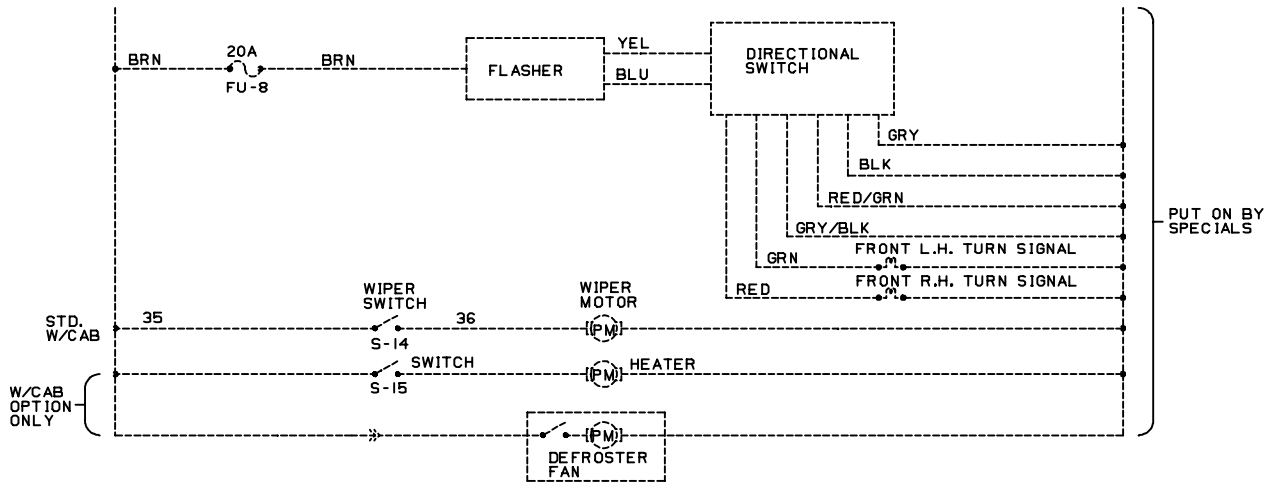 BRN
20A
FU-8
BRN
FLASHER
YEL
BLU
DIRECTIONAL
SWITCH
GRY
BLK
RED/GRN
GRY/BLK
GRN
FRONT L.H. TURN SIGNAL
RED
FRONT R.H. TURN SIGNAL
PUT ON BY
SPECIALS
STD.
W/CAB
35
WIPER
SWITCH
S-14
36
WIPER
MOTOR
PM
W/CAB
OPTION
ONLY
S-15
SWITCH
PM
HEATER
PM
DEFROSTER
FAN